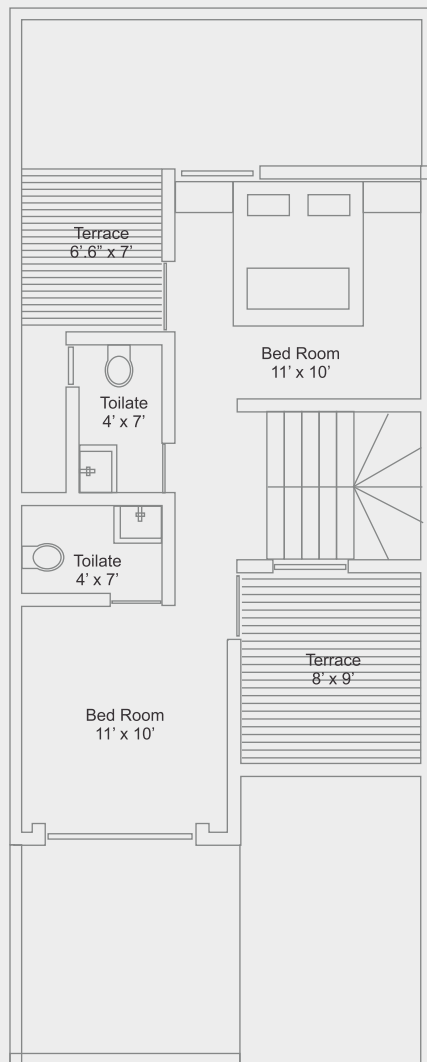 Terrace
6’.6” x 7’
Bed Room
11’ x 10’
Toilate
4’ x 7’
Toilate
4’ x 7’
Terrace
8’ x 9’
Bed Room
11’ x 10’